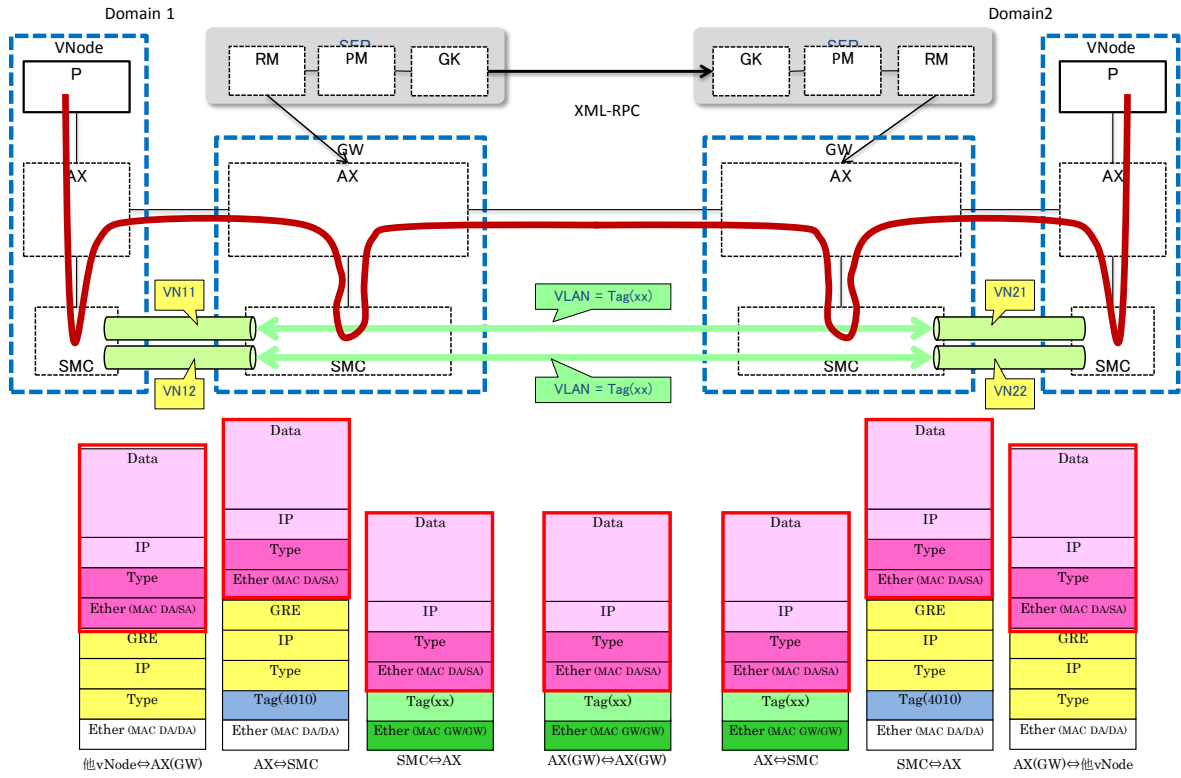 Domain 1
Domain2
VNode
SEP
SEP
VNode
P
RM
PM
GK
GK
PM
RM
P
XML-RPC
GW
GW
AX
AX
AX
AX
VN11
VLAN = Tag(xx)
VN21
SMC
SMC
SMC
SMC
VN12
VLAN = Tag(xx)
VN22
Data
IP
Type
Ether (MAC DA/SA)
GRE
IP
Type
Ether (MAC DA/DA)
他vNode⇔AX(GW)
Data
IP
Type
Ether (MAC DA/SA)
GRE
IP
Type
Tag(4010)
Ether (MAC DA/DA)
AX⇔SMC
Data
IP
Type
Ether (MAC DA/SA)
Tag(xx)
Ether (MAC GW/GW)
SMC⇔AX
Data
IP
Type
Ether (MAC DA/SA)
Tag(xx)
Ether (MAC GW/GW)
AX(GW)⇔AX(GW)
Data
IP
Type
Ether (MAC DA/SA)
Tag(xx)
Ether (MAC GW/GW)
AX⇔SMC
Data
IP
Type
Ether (MAC DA/SA)
GRE
IP
Type
Tag(4010)
Ether (MAC DA/DA)
SMC⇔AX
Data
IP
Type
Ether (MAC DA/SA)
GRE
IP
Type
Ether (MAC DA/DA)
AX(GW)⇔他vNode